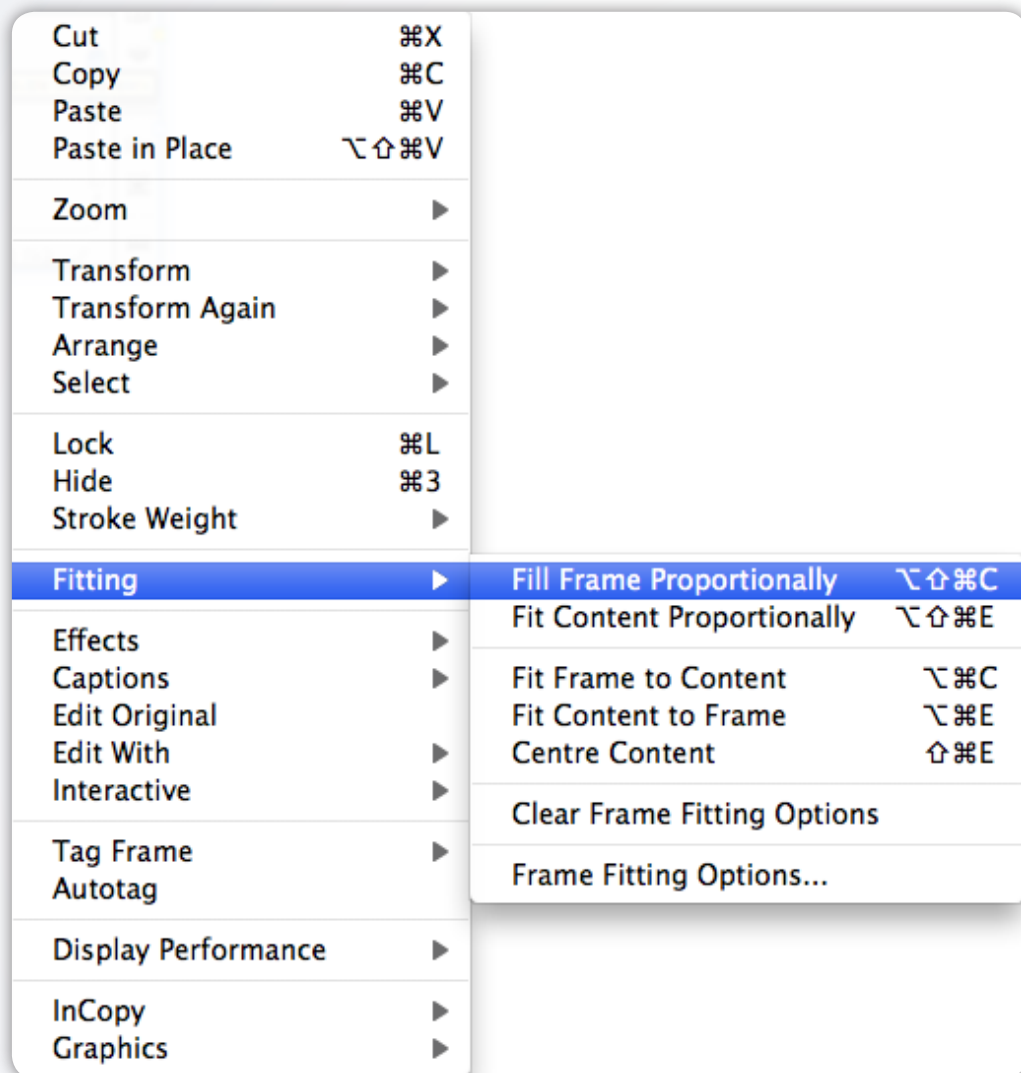 Cut ⌘X
Copy ⌘C
Paste ⌘V
Paste in Place ⌥⇧⌘V
Zoom ▶
Transform ▶
Transform Again ▶
Arrange ▶
Select ▶
Lock ⌘L
Hide ⌘3
Stroke Weight ▶
Fitting ▶
Fill Frame Proportionally ⌥⇧⌘C
Fit Content Proportionally ⌥⇧⌘E
Fit Frame to Content ⌥⌘C
Fit Content to Frame ⌥⌘E
Centre Content ⇧⌘E
Clear Frame Fitting Options
Frame Fitting Options...
Effects ▶
Captions ▶
Edit Original
Edit With ▶
Interactive ▶
Tag Frame ▶
Autotag
Display Performance ▶
InCopy ▶
Graphics ▶